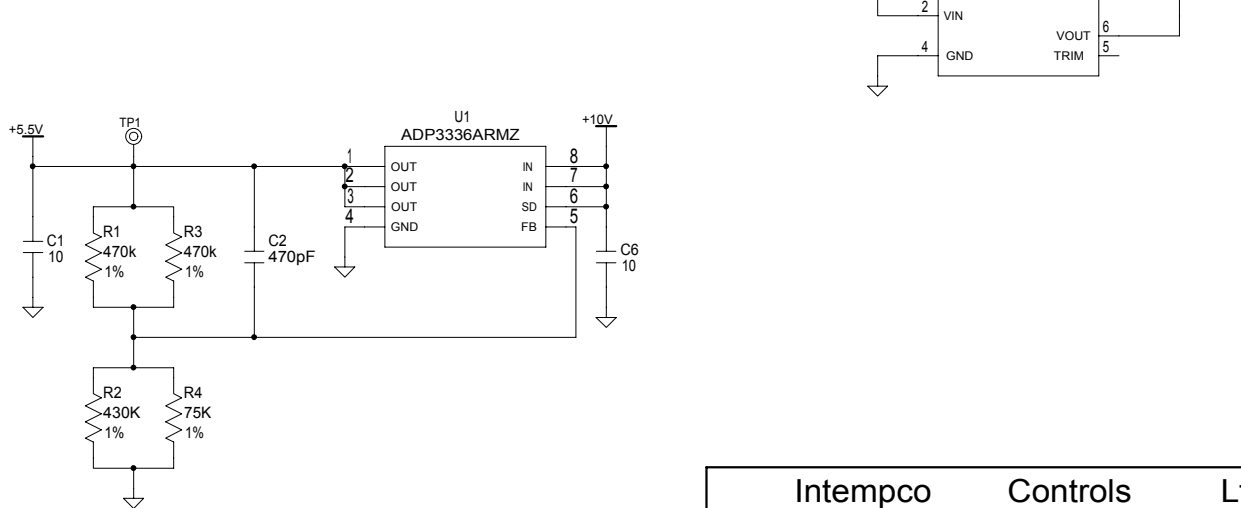 2 VIN
VOUT 6
4 GND
TRIM 5
U1
ADP3336ARMZ
+5.5V
TP1
+10V
1 OUT
IN 8
2 OUT
IN 7
3 OUT
SD 6
4 GND
FB 5
C1
10
R1
470k
1%
R3
470k
1%
C2
470pF
C6
10
R2
430K
1%
R4
75K
1%
Intempco Controls